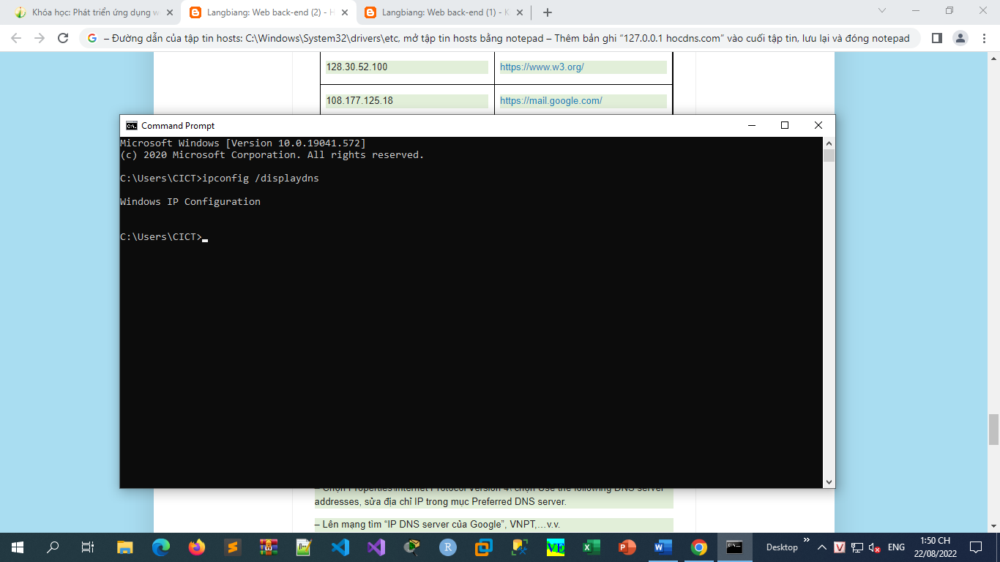 Khóa học: Phát triển ứng dụng w
Langbiang: Web back-end (2) - H
Langbiang: Web back-end (1) - K
– Đường dẫn của tập tin hosts: C:\Windows\System32\drivers\etc, mở tập tin hosts bằng notepad – Thêm bản ghi “127.0.0.1 hocdns.com” vào cuối tập tin, lưu lại và đóng notepad
128.30.52.100 https://www.w3.org/
108.177.125.18 https://mail.google.com/
Command Prompt
Microsoft Windows [Version 10.0.19041.572]
(c) 2020 Microsoft Corporation. All rights reserved.
C:\Users\CICT>ipconfig /displaydns
Windows IP Configuration
C:\Users\CICT>
– Chọn Properties\Internet Protocol Version 4\ chọn Use the following DNS server
addresses, sửa địa chỉ IP trong mục Preferred DNS server.
– Lên mạng tìm “IP DNS server của Google”, VNPT,…v.v.
Desktop
ENG
1:50 CH
22/08/2022